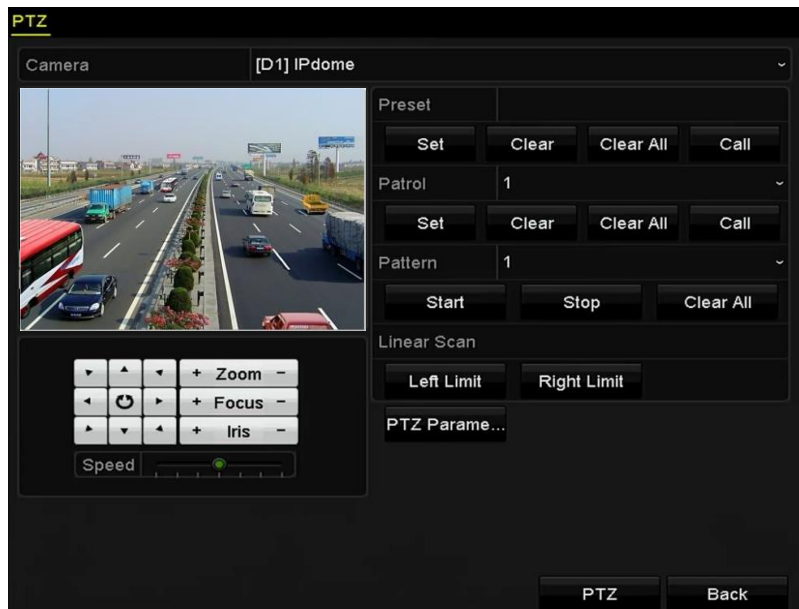 PTZ
Camera [D1] IPdome
Preset
Set Clear Clear All Call
Patrol 1
Set Clear Clear All Call
Pattern 1
Start Stop Clear All
Linear Scan
Left Limit Right Limit
PTZ Parame...
+ Zoom -
+ Focus -
+ Iris -
Speed
PTZ Back